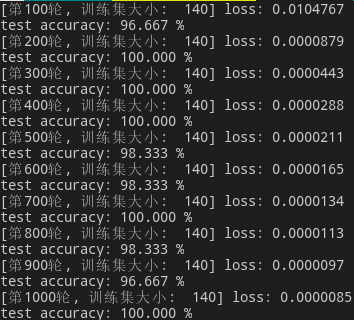 [第100轮, 训练集大小:  140] loss: 0.0104767
test accuracy: 96.667 %
[第200轮, 训练集大小:  140] loss: 0.0000879
test accuracy: 100.000 %
[第300轮, 训练集大小:  140] loss: 0.0000443
test accuracy: 100.000 %
[第400轮, 训练集大小:  140] loss: 0.0000288
test accuracy: 100.000 %
[第500轮, 训练集大小:  140] loss: 0.0000211
test accuracy: 98.333 %
[第600轮, 训练集大小:  140] loss: 0.0000165
test accuracy: 98.333 %
[第700轮, 训练集大小:  140] loss: 0.0000134
test accuracy: 100.000 %
[第800轮, 训练集大小:  140] loss: 0.0000113
test accuracy: 98.333 %
[第900轮, 训练集大小:  140] loss: 0.0000097
test accuracy: 96.667 %
[第1000轮, 训练集大小:  140] loss: 0.0000085
test accuracy: 100.000 %